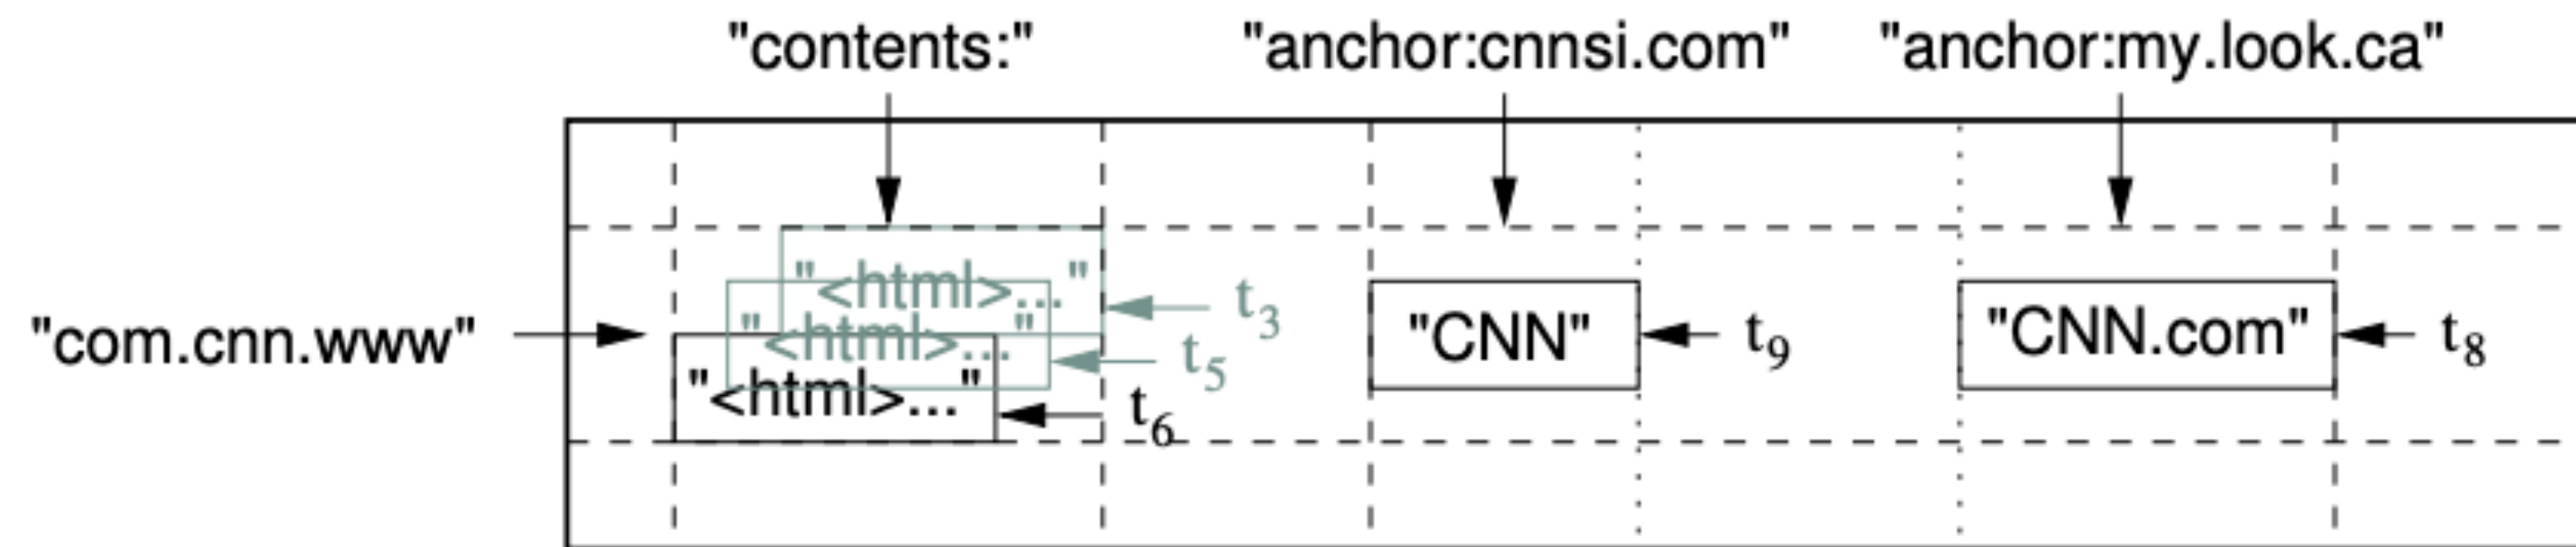 "contents:" "anchor:cnnsi.com" "anchor:my.look.ca"
"<html>..." t3
"com.cnn.www" "<html>..." t5 "CNN" t9 "CNN.com" t8
"<html>..." t6